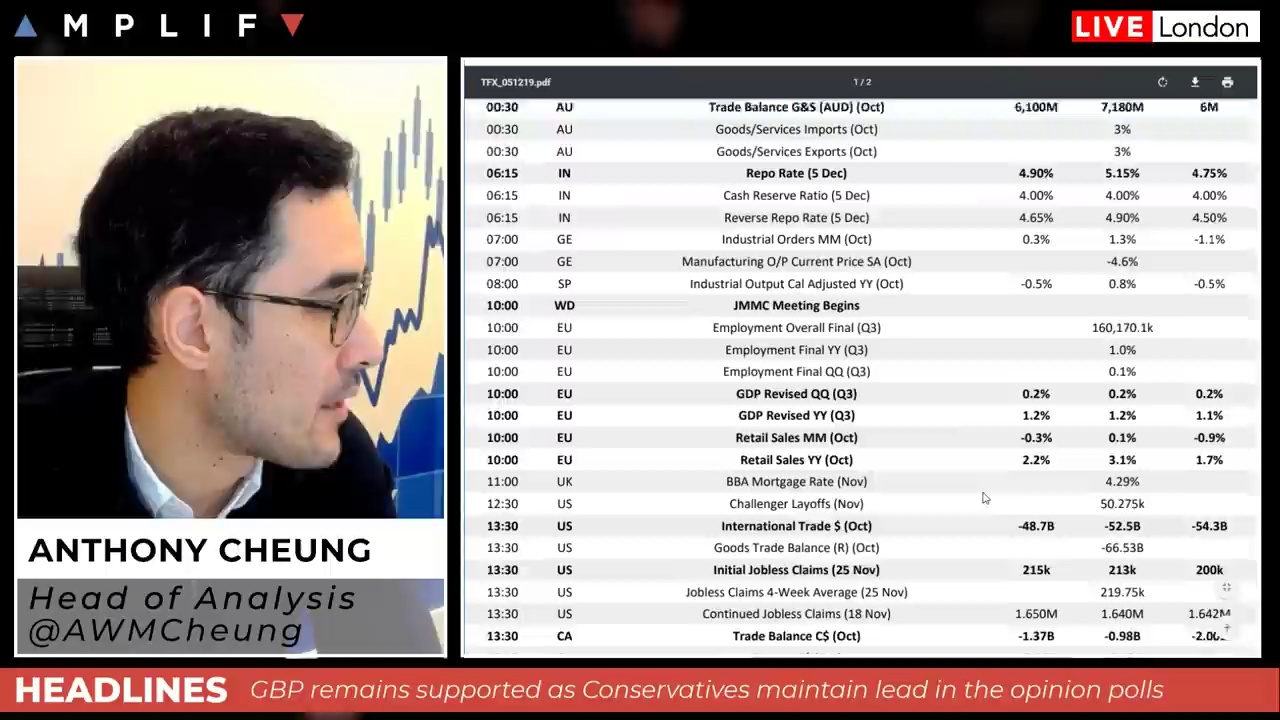 AMPLIFY
LIVE London
TFX_051219.pdf 1 / 2
00:30 AU Trade Balance G&S (AUD) (Oct) 6,100M 7,180M 6M
00:30 AU Goods/Services Imports (Oct) 3%
00:30 AU Goods/Services Exports (Oct) 3%
06:15 IN Repo Rate (5 Dec) 4.90% 5.15% 4.75%
06:15 IN Cash Reserve Ratio (5 Dec) 4.00% 4.00% 4.00%
06:15 IN Reverse Repo Rate (5 Dec) 4.65% 4.90% 4.50%
07:00 GE Industrial Orders MM (Oct) 0.3% 1.3% -1.1%
07:00 GE Manufacturing O/P Current Price SA (Oct) -4.6%
08:00 SP Industrial Output Cal Adjusted YY (Oct) -0.5% 0.8% -0.5%
10:00 WD JMMC Meeting Begins
10:00 EU Employment Overall Final (Q3) 160,170.1k
10:00 EU Employment Final YY (Q3) 1.0%
10:00 EU Employment Final QQ (Q3) 0.1%
10:00 EU GDP Revised QQ (Q3) 0.2% 0.2% 0.2%
10:00 EU GDP Revised YY (Q3) 1.2% 1.2% 1.1%
10:00 EU Retail Sales MM (Oct) -0.3% 0.1% -0.9%
10:00 EU Retail Sales YY (Oct) 2.2% 3.1% 1.7%
11:00 UK BBA Mortgage Rate (Nov) 4.29%
12:30 US Challenger Layoffs (Nov) 50.275k
13:30 US International Trade $ (Oct) -48.7B -52.5B -54.3B
13:30 US Goods Trade Balance (R) (Oct) -66.53B
13:30 US Initial Jobless Claims (25 Nov) 215k 213k 200k
13:30 US Jobless Claims 4-Week Average (25 Nov) 219.75k
13:30 US Continued Jobless Claims (18 Nov) 1.650M 1.640M 1.642M
13:30 CA Trade Balance C$ (Oct) -1.37B -0.98B
ANTHONY CHEUNG
Head of Analysis
@AWMCheung
HEADLINES GBP remains supported as Conservatives maintain lead in the opinion polls